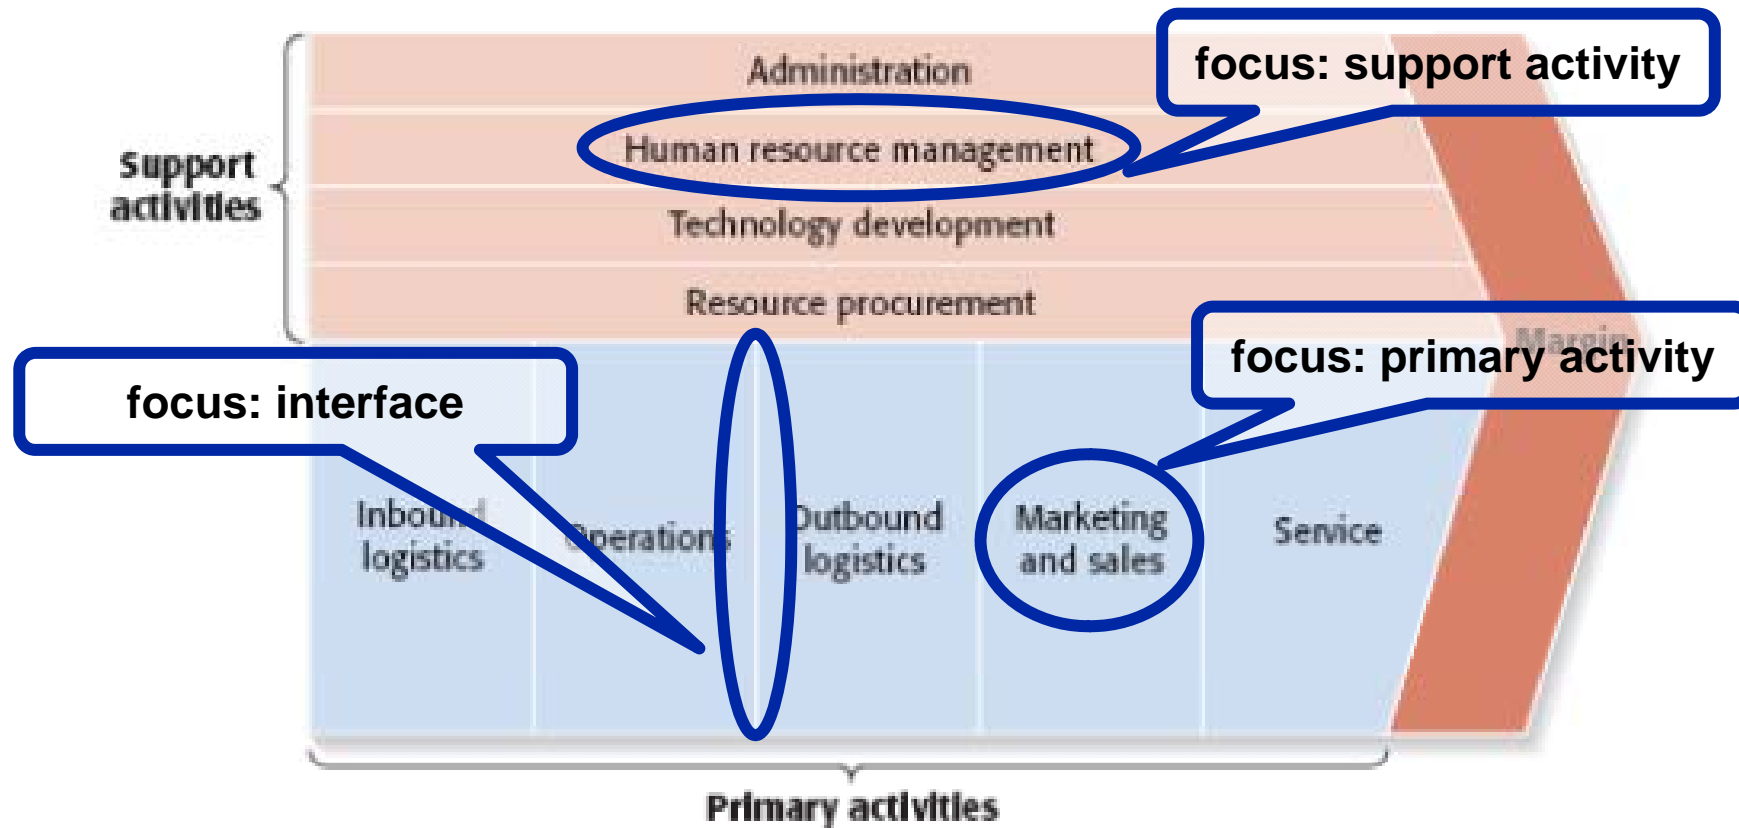 focus: support activity
Administration
Human resource management
Support
activities
Technology development
Resource procurement
Margin
focus: primary activity
focus: interface
Inbound
logistics
Operations
Outbound
logistics
Marketing
and sales
Service
Primary activities